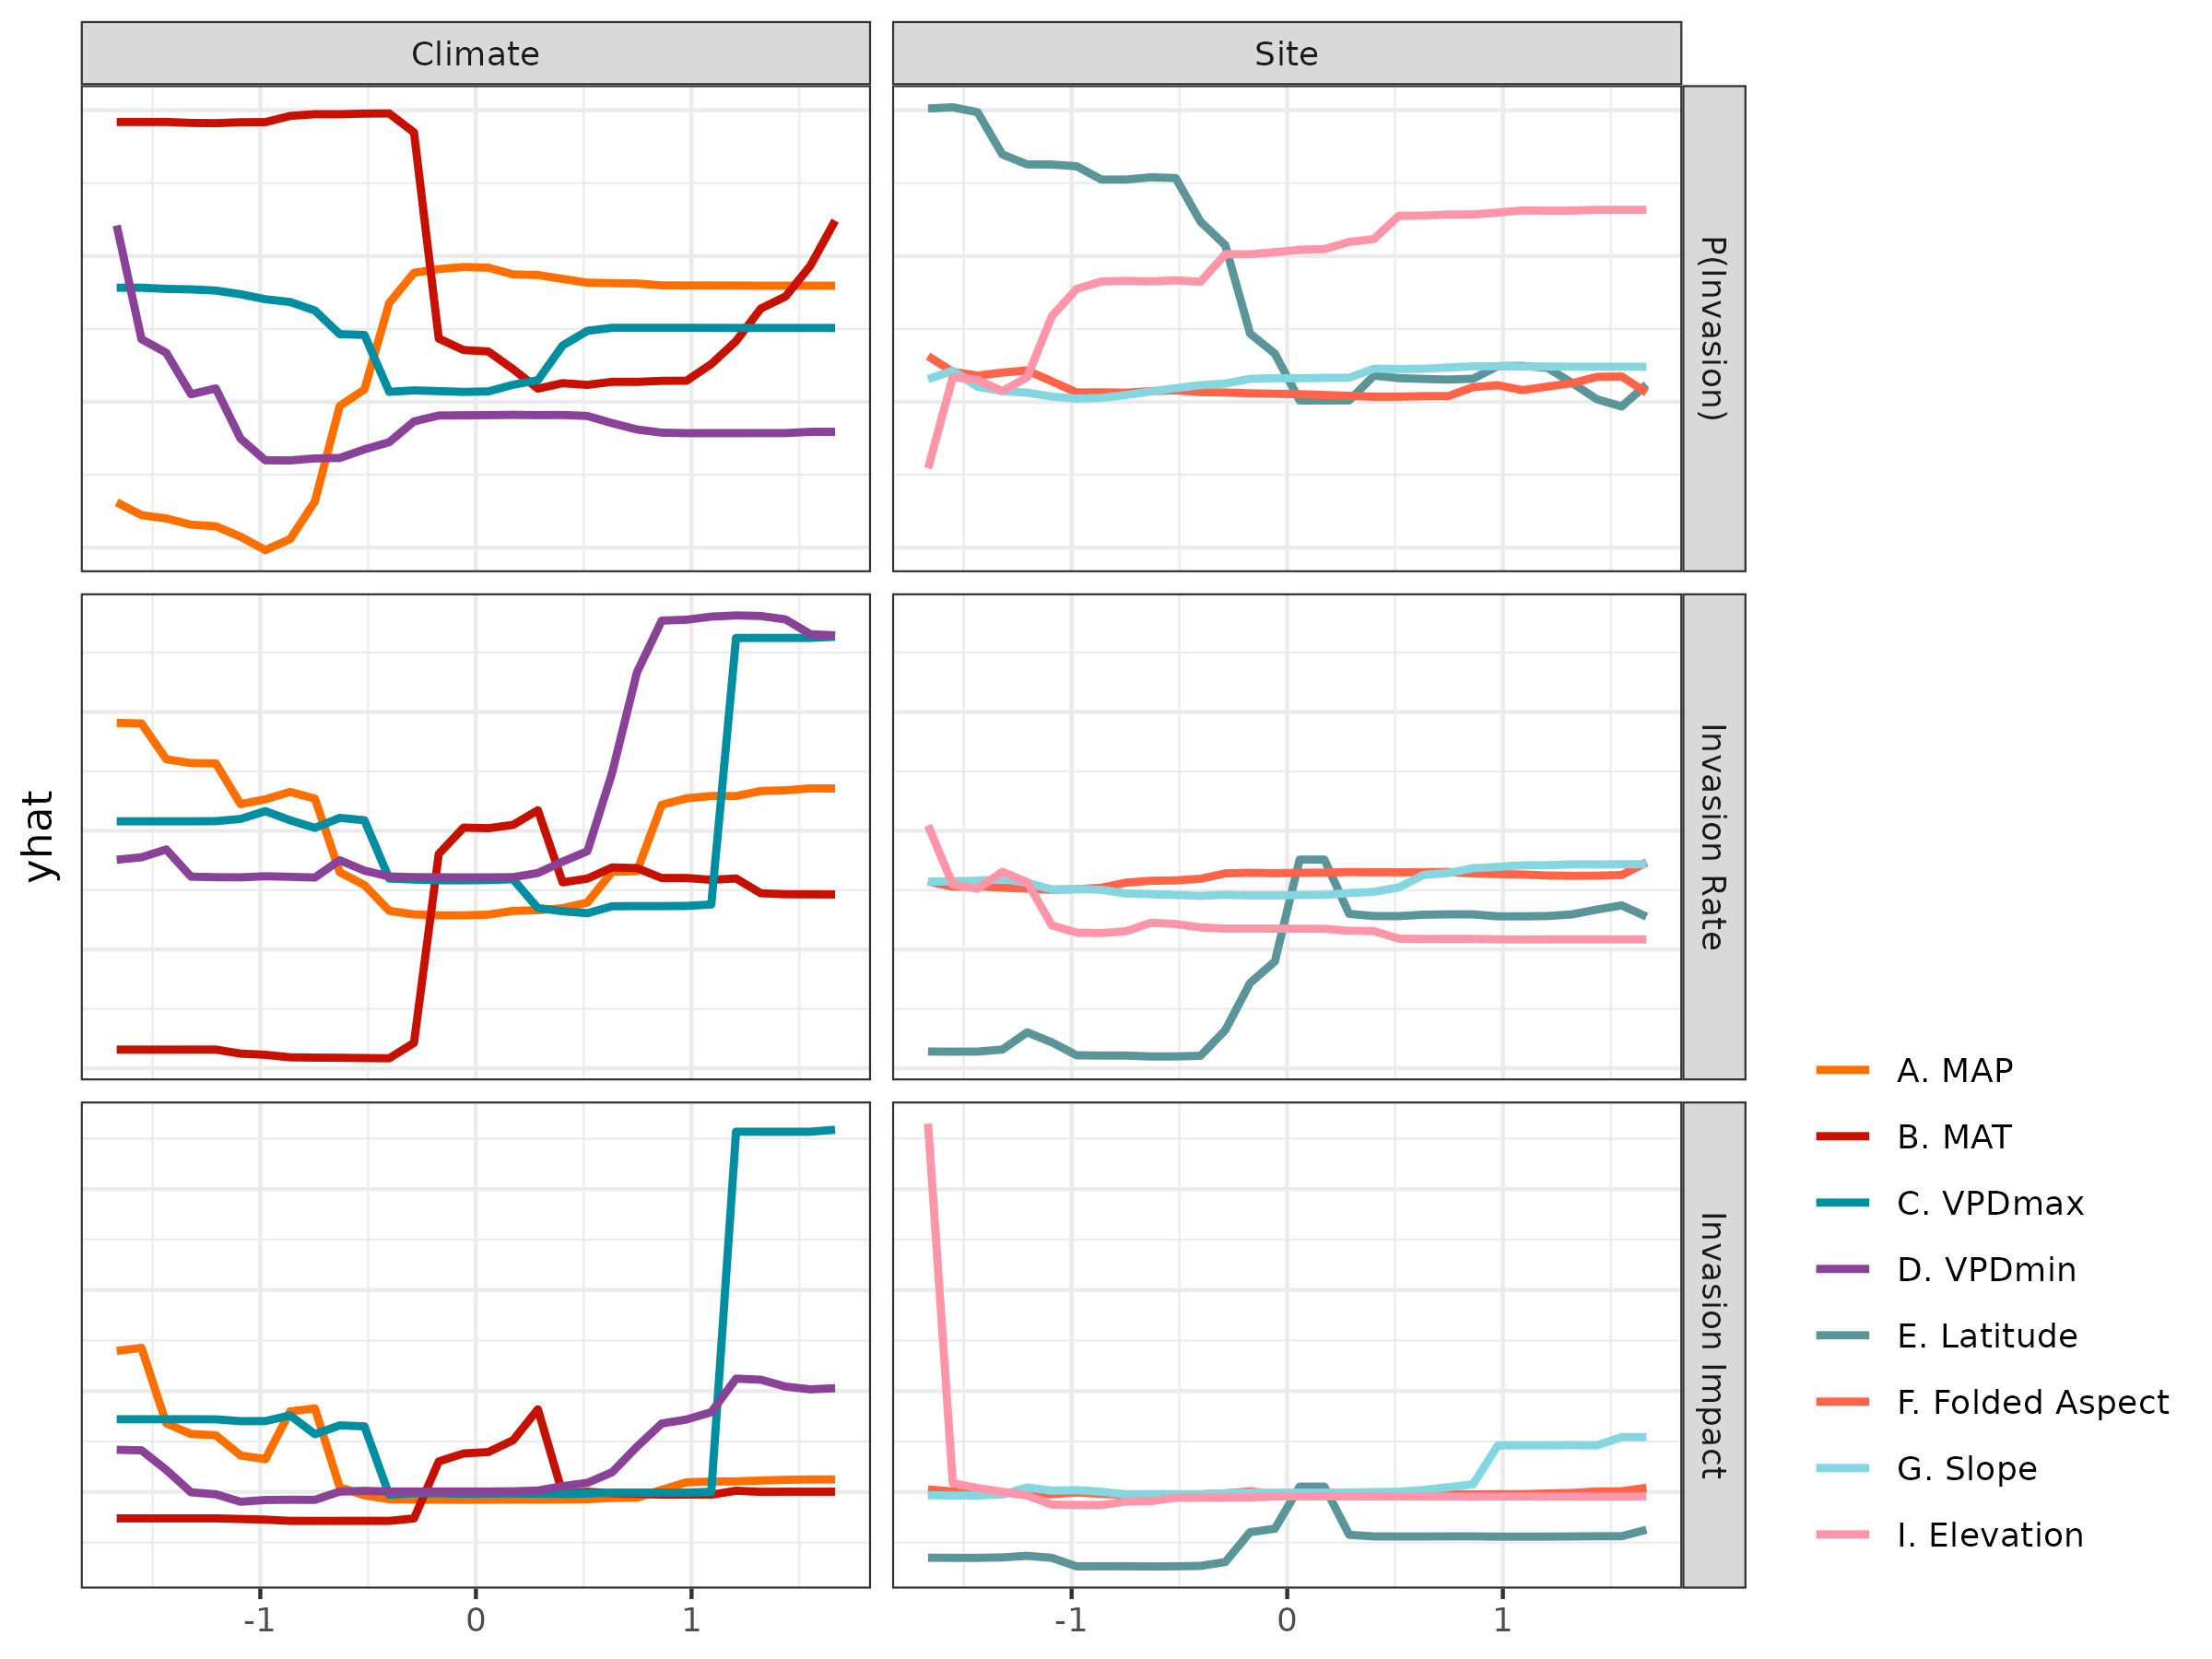 Climate
Site
P(Invasion)
Invasion Rate
Invasion Impact
yhat
-1
0
1
-1
0
1
A. MAP
B. MAT
C. VPDmax
D. VPDmin
E. Latitude
F. Folded Aspect
G. Slope
I. Elevation